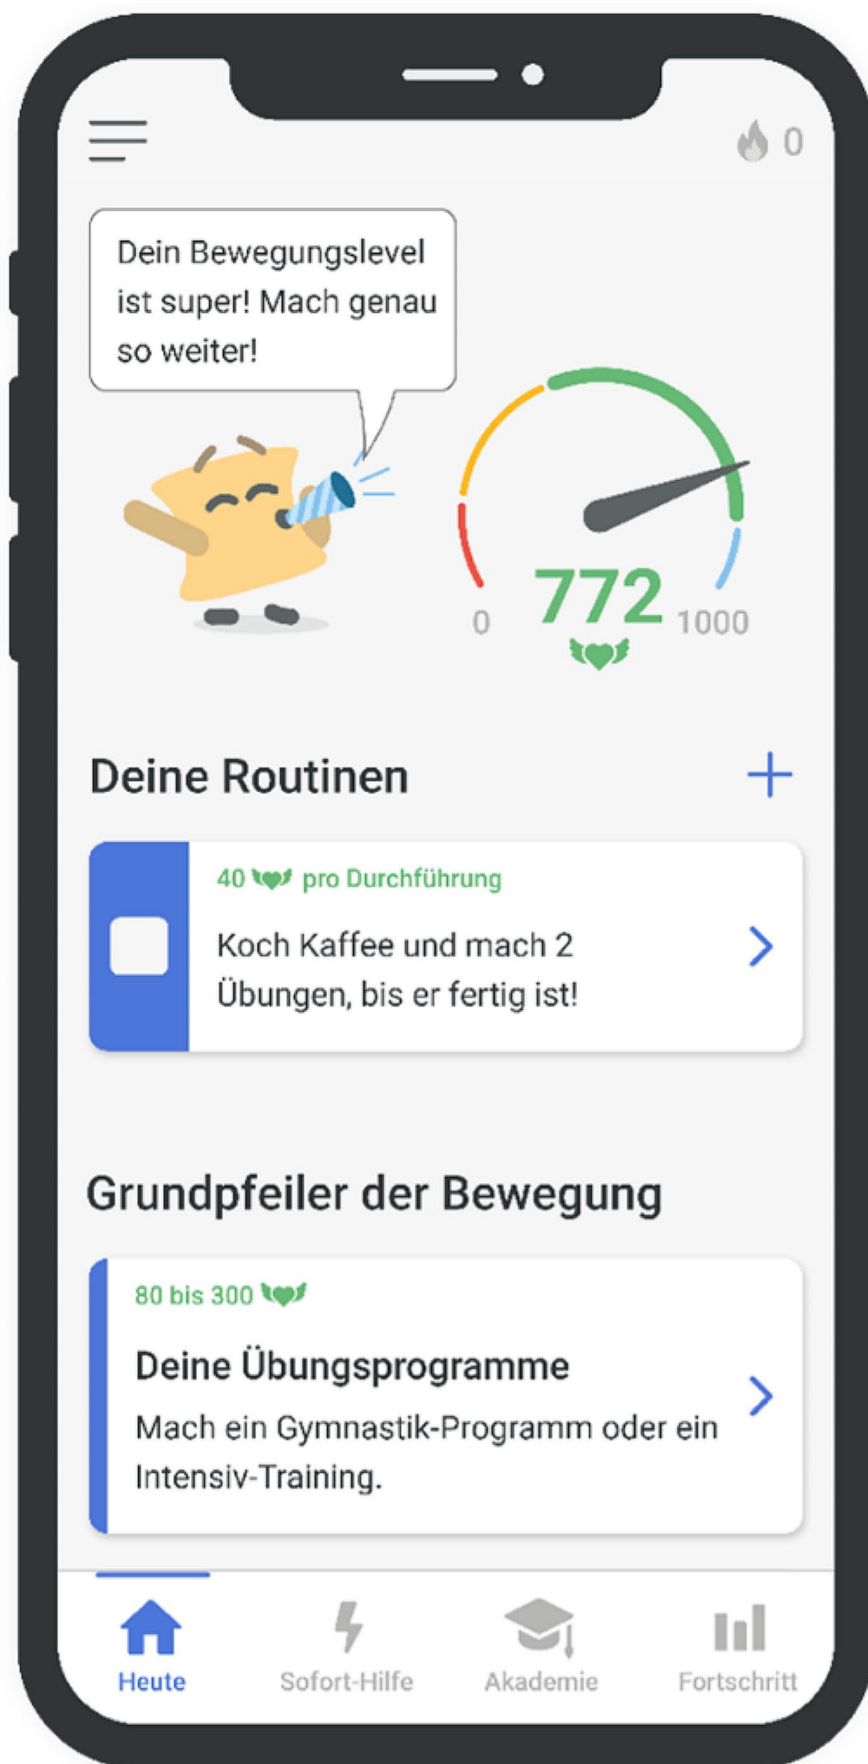 0
Dein Bewegungslevel
ist super! Mach genau
so weiter!
772
0
1000
Deine Routinen
40 pro Durchführung
Koch Kaffee und mach 2
Übungen, bis er fertig ist!
Grundpfeiler der Bewegung
80 bis 300
Deine Übungsprogramme
Mach ein Gymnastik-Programm oder ein
Intensiv-Training.
Heute
Sofort-Hilfe
Akademie
Fortschritt